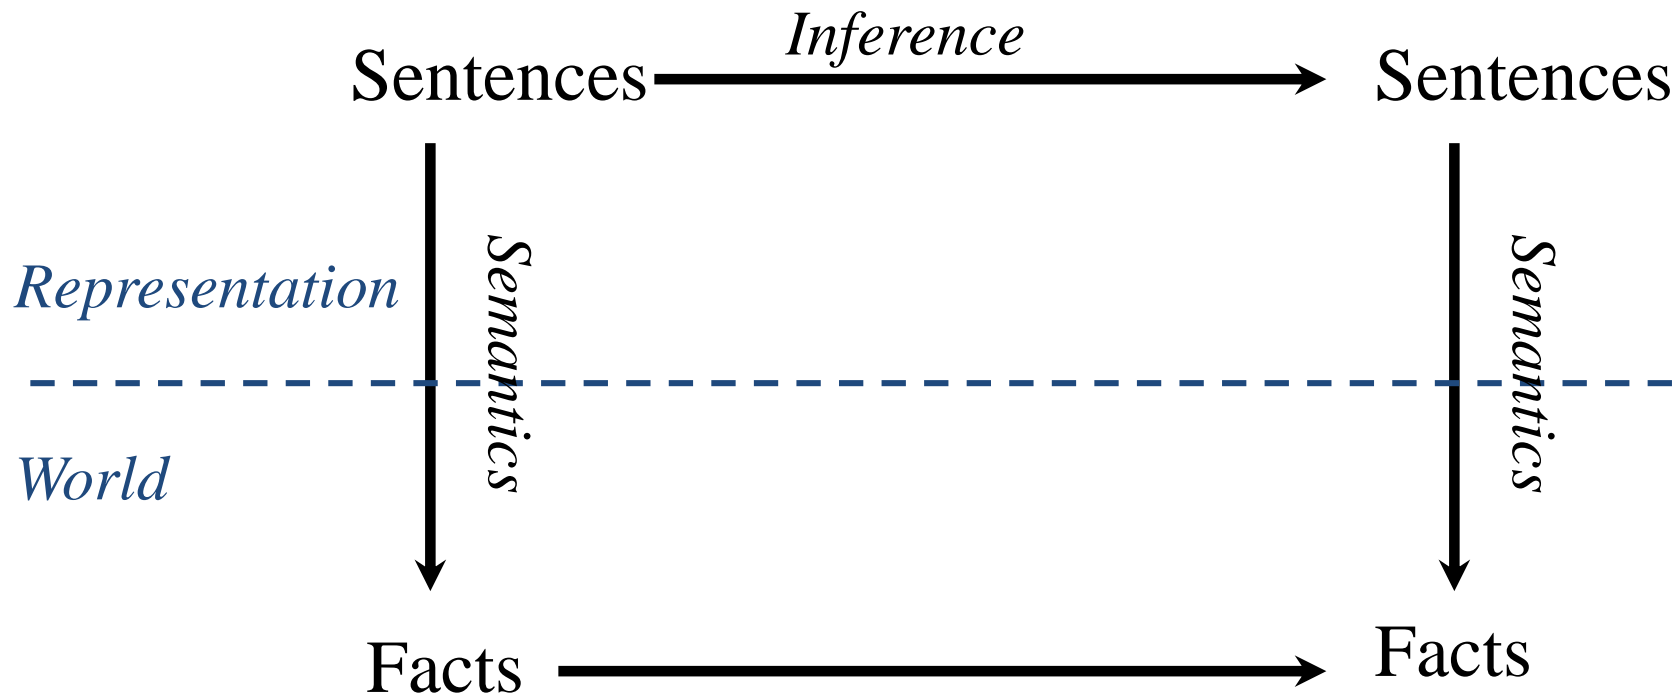 Inference
Sentences
Sentences
Semantics
Semantics
Representation
World
Facts
Facts